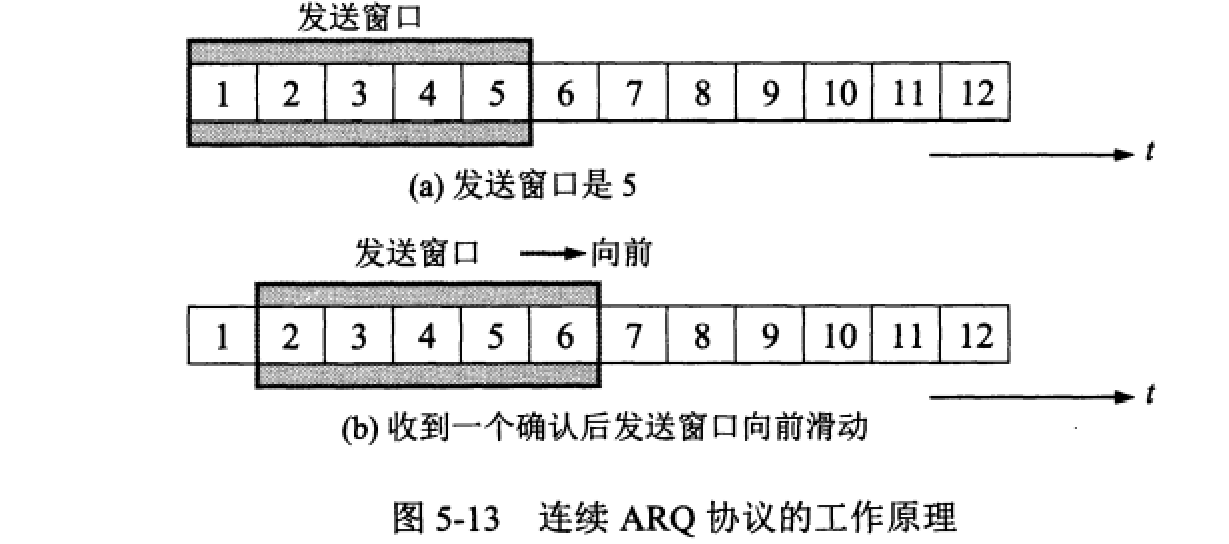 发送窗口
1 2 3 4 5 6 7 8 9 10 11 12
t
(a) 发送窗口是 5
发送窗口 向前
1 2 3 4 5 6 7 8 9 10 11 12
t
(b) 收到一个确认后发送窗口向前滑动
图 5-13 连续 ARQ 协议的工作原理